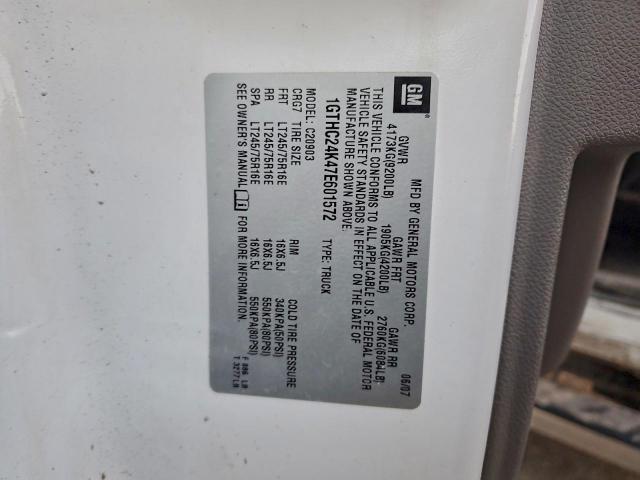 GM
MFD BY GENERAL MOTORS CORP. 06/07
GVWR GAWR FRT GAWR RR
4173KG(9200LB) 1905KG(4200LB) 2760KG(6084LB)
THIS VEHICLE CONFORMS TO ALL APPLICABLE U.S. FEDERAL MOTOR
VEHICLE SAFETY STANDARDS IN EFFECT ON THE DATE OF
MANUFACTURE SHOWN ABOVE.
1GTHC24K47E601572 TYPE: TRUCK
MODEL: C20903
CRG7 TIRE SIZE RIM COLD TIRE PRESSURE
FRT LT245/75R16E 16X6.5J 340KPA(50PSI)
RR LT245/75R16E 16X6.5J 550KPA(80PSI)
SPA LT245/75R16E 16X6.5J 550KPA(80PSI)
SEE OWNER'S MANUAL FOR MORE INFORMATION.
F 886 LR
T 3277 LR